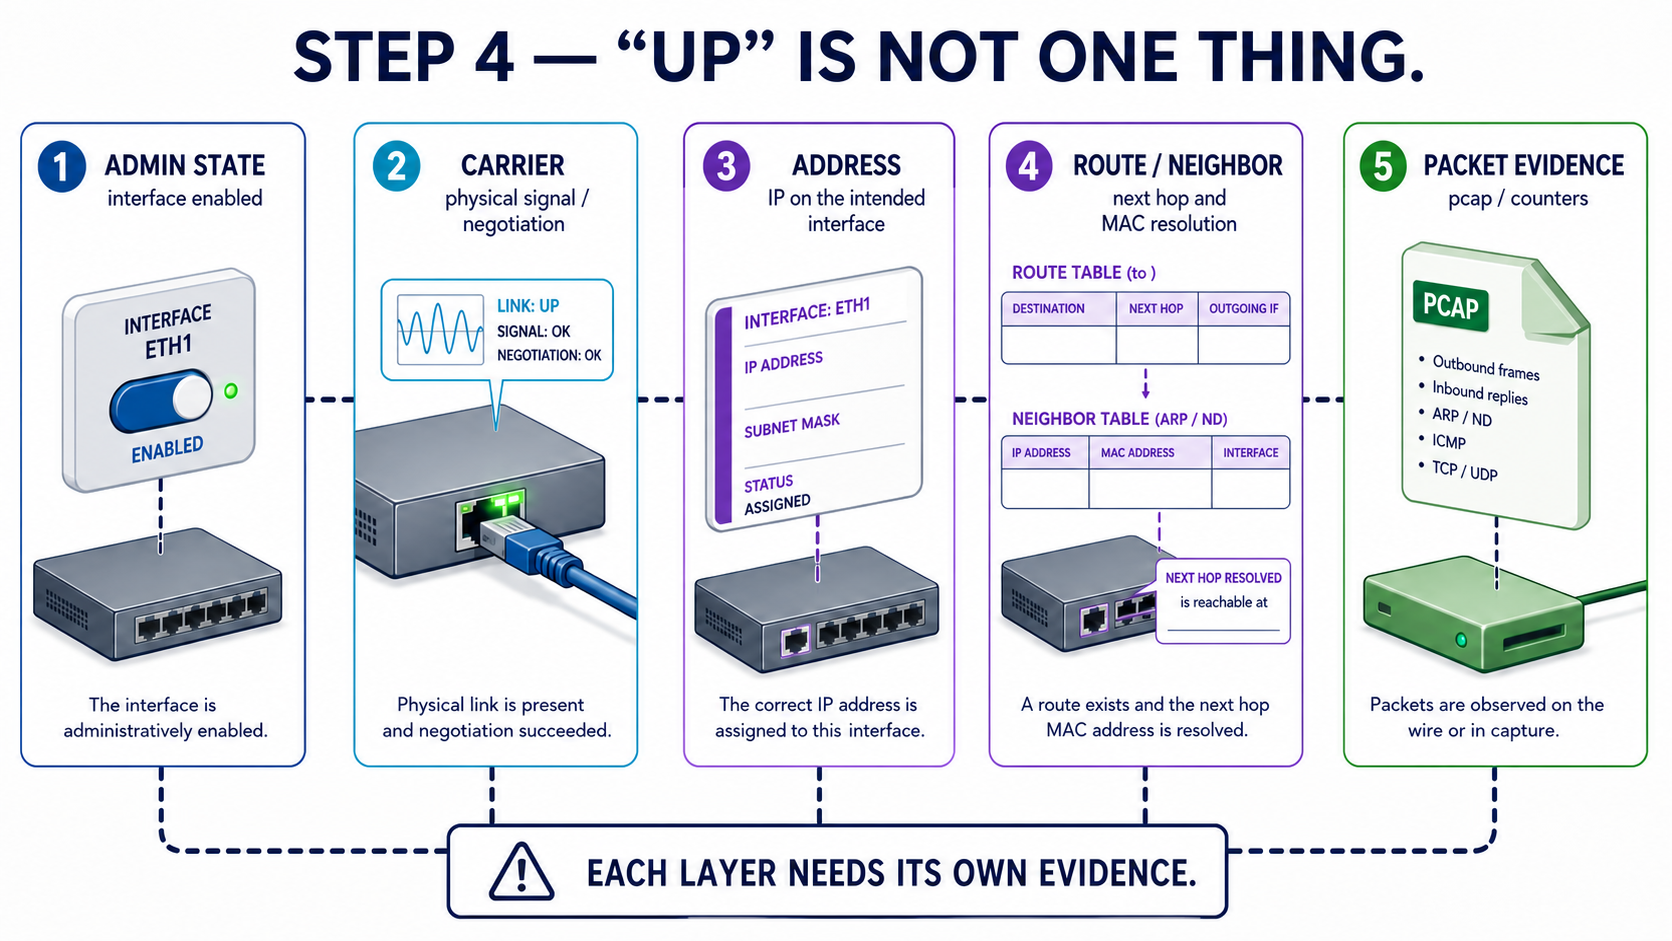 STEP 4 — “UP” IS NOT ONE THING.
1 ADMIN STATE
interface enabled
INTERFACE
ETH1
ENABLED
The interface is
administratively enabled.
2 CARRIER
physical signal /
negotiation
LINK: UP
SIGNAL: OK
NEGOTIATION: OK
Physical link is present
and negotiation succeeded.
3 ADDRESS
IP on the intended
interface
INTERFACE: ETH1
IP ADDRESS
SUBNET MASK
STATUS
ASSIGNED
The correct IP address is
assigned to this interface.
4 ROUTE / NEIGHBOR
next hop and
MAC resolution
ROUTE TABLE (to )
DESTINATION NEXT HOP OUTGOING IF
NEIGHBOR TABLE (ARP / ND)
IP ADDRESS MAC ADDRESS INTERFACE
NEXT HOP RESOLVED
is reachable at
A route exists and the next hop
MAC address is resolved.
5 PACKET EVIDENCE
pcap / counters
PCAP
• Outbound frames
• Inbound replies
• ARP / ND
• ICMP
• TCP / UDP
Packets are observed on the
wire or in capture.
EACH LAYER NEEDS ITS OWN EVIDENCE.